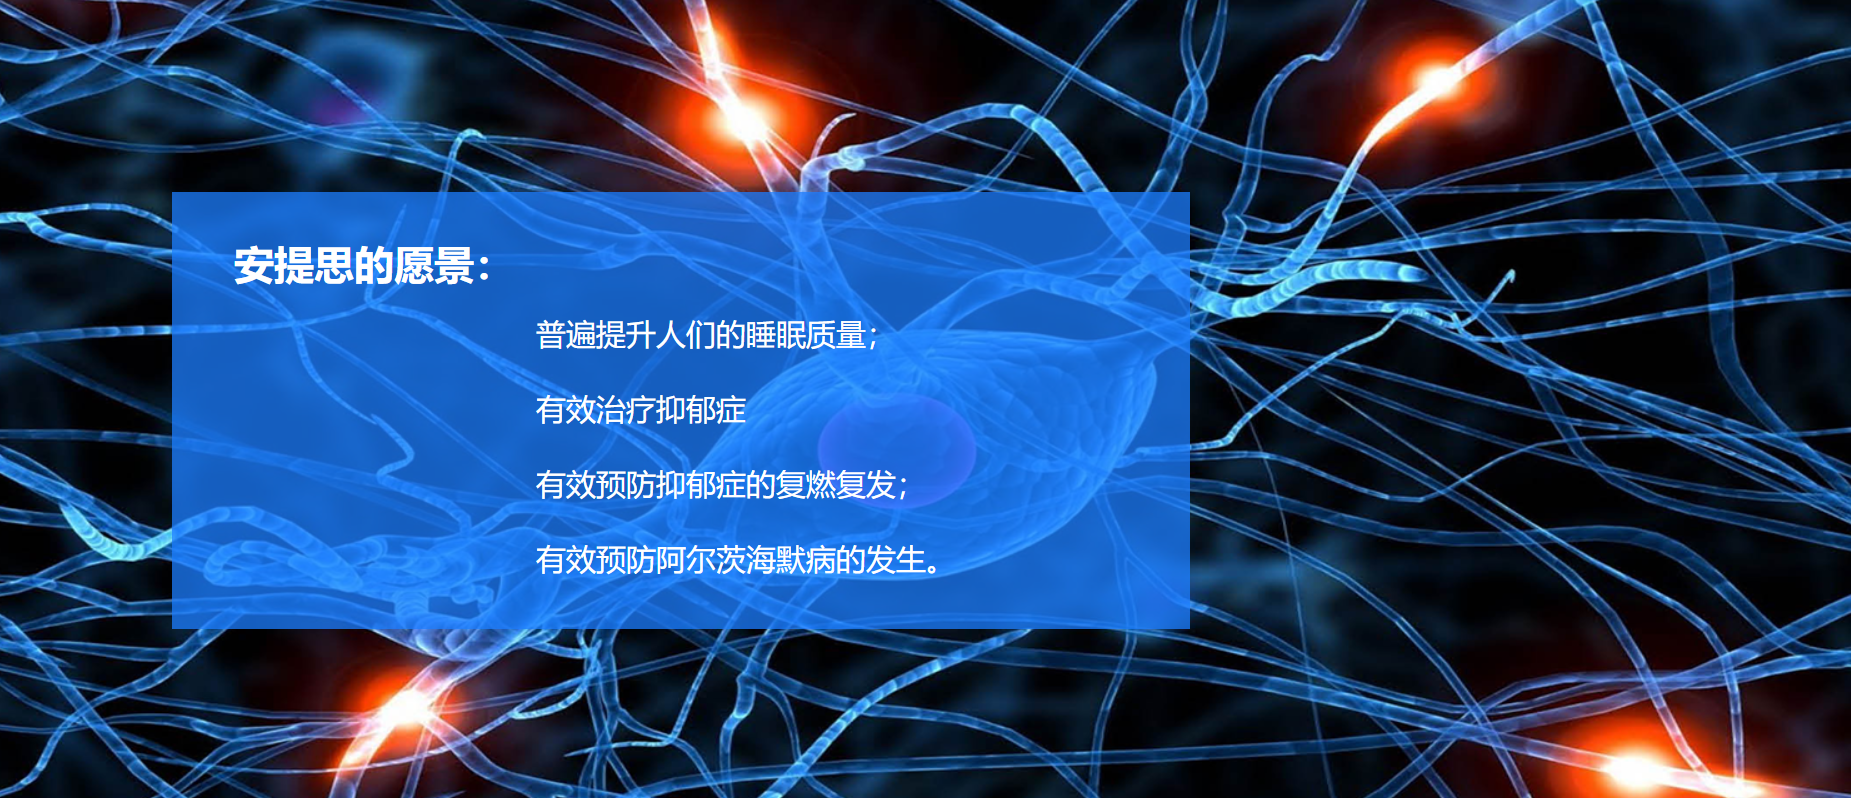 安提思的愿景：
普遍提升人们的睡眠质量；
有效治疗抑郁症
有效预防抑郁症的复燃复发；
有效预防阿尔茨海默病的发生。